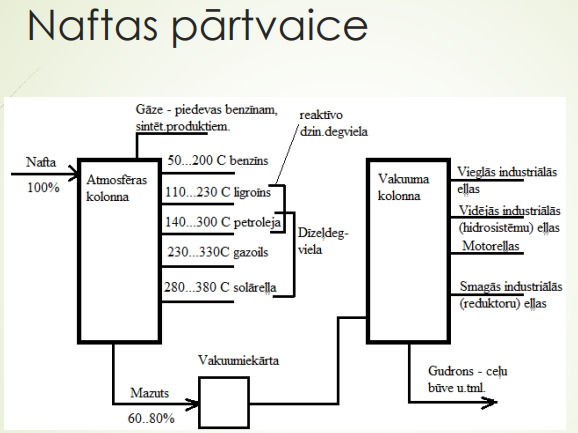 Naftas pārtvaice
Gāze - piedevas benzīnam,
sintēt.produktiem.
reaktīvo
dzin.degviela
Nafta
100%
Atmosfēras
kolonna
50...200 C benzīns
110...230 C ligroīns
140...300 C petroleja
230...330C gazoils
280...380 C solāreļļa
Dīzeļdeg-
viela
Vakuuma
kolonna
Vieglās industriālās
eļļas
Vidējās industriālās
(hidrosistēmu) eļļas
Motoreļļas
Smagās industriālās
(reduktoru) eļļas
Vakuumiekārta
Mazuts
60..80%
Gudrons - ceļu
būve u.tml.